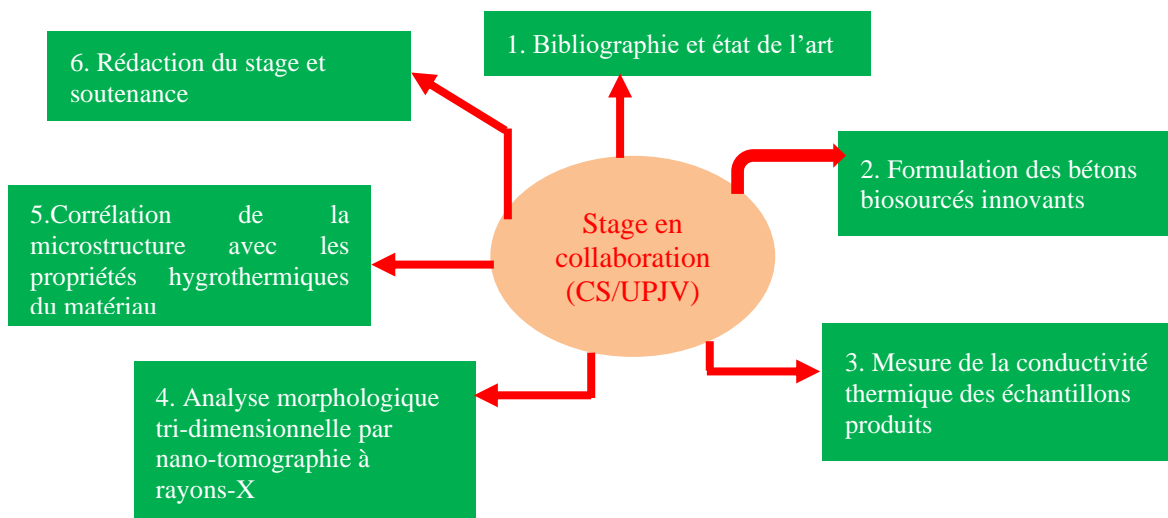 1. Bibliographie et état de l’art
2. Formulation des bétons
biosourcés innovants
3. Mesure de la conductivité
thermique des échantillons
produits
4. Analyse morphologique
tri-dimensionnelle par
nano-tomographie à
rayons-X
5.Corrélation de la
microstructure avec les
propriétés hygrothermiques
du matériau
6. Rédaction du stage et
soutenance
Stage en
collaboration
(CS/UPJV)